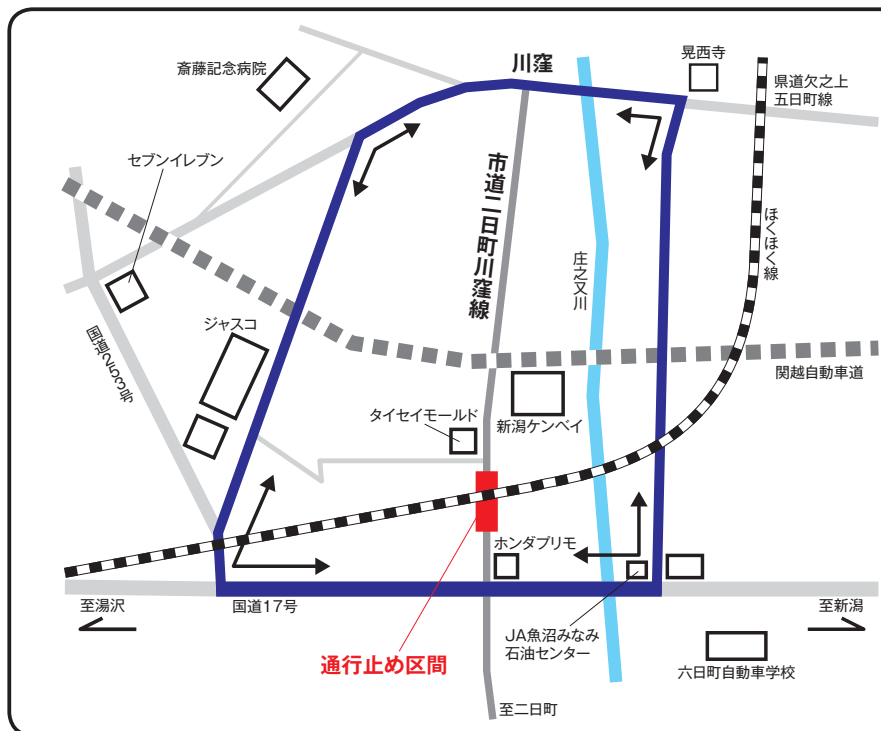 川窪
晃西寺
斎藤記念病院
県道欠之上
五日町線
セブンイレブン
市道二日町川窪線
ほくほく線
庄之又川
国道253号
ジャスコ
関越自動車道
タイセイモールド
新潟ケンベイ
ホンダプリモ
至湯沢
国道17号
至新潟
JA魚沼みなみ
石油センター
通行止め区間
六日町自動車学校
至二日町